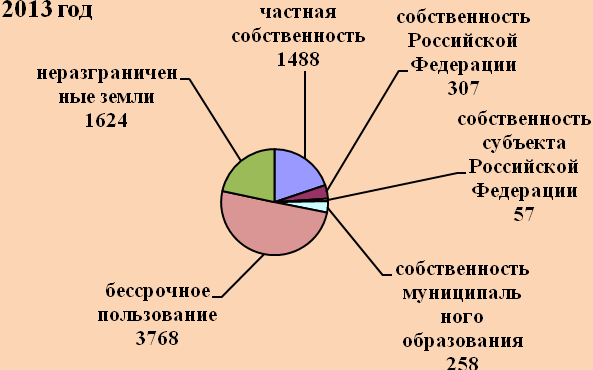 2013 год
частная
собственность
1488
собственность
Российской
Федерации
307
неразграничен
ные земли
1624
собственность
субъекта
Российской
Федерации
57
собственность
муниципаль
ного
образования
258
бессрочное
пользование
3768